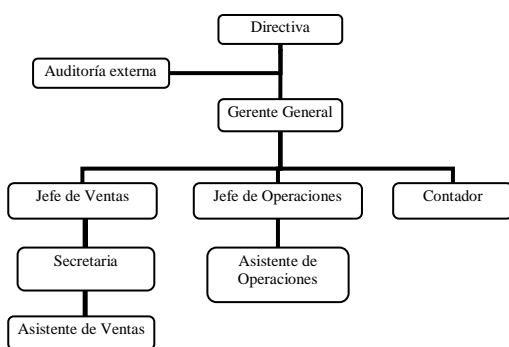 Directiva
Auditoría externa
Gerente General
Jefe de Ventas
Jefe de Operaciones
Contador
Secretaria
Asistente de
Operaciones
Asistente de Ventas